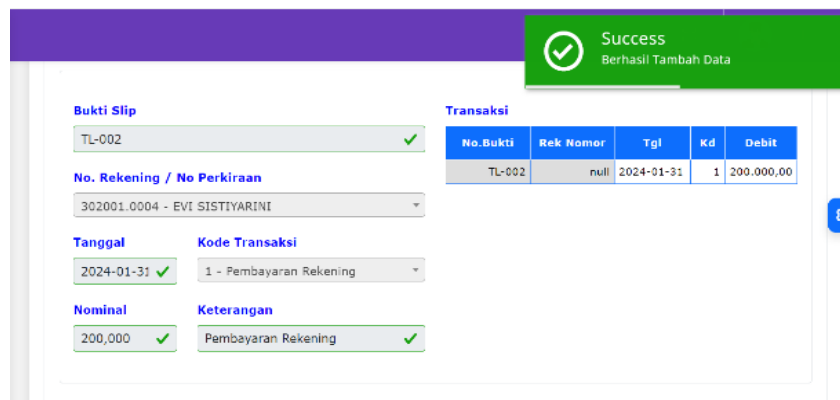 Success
Berhasil Tambah Data
Bukti Slip
TL-002
No. Rekening / No Perkiraan
302001.0004 - EVI SISTIYARINI
Tanggal Kode Transaksi
2024-01-31 1 - Pembayaran Rekening
Nominal Keterangan
200,000 Pembayaran Rekening
Transaksi
No.Bukti Rek Nomor Tgl Kd Debit
TL-002 null 2024-01-31 1 200.000,00